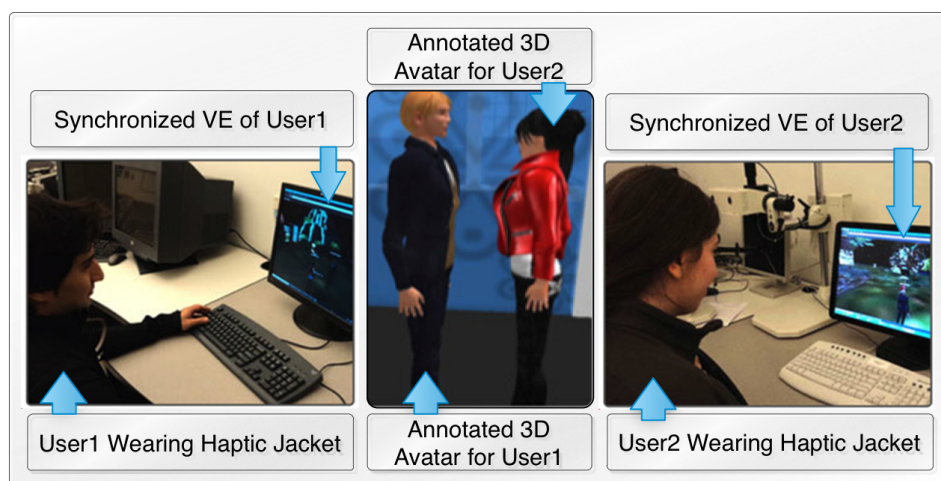 Annotated 3D
Avatar for User2
Synchronized VE of User1
Synchronized VE of User2
User1 Wearing Haptic Jacket
Annotated 3D
Avatar for User1
User2 Wearing Haptic Jacket